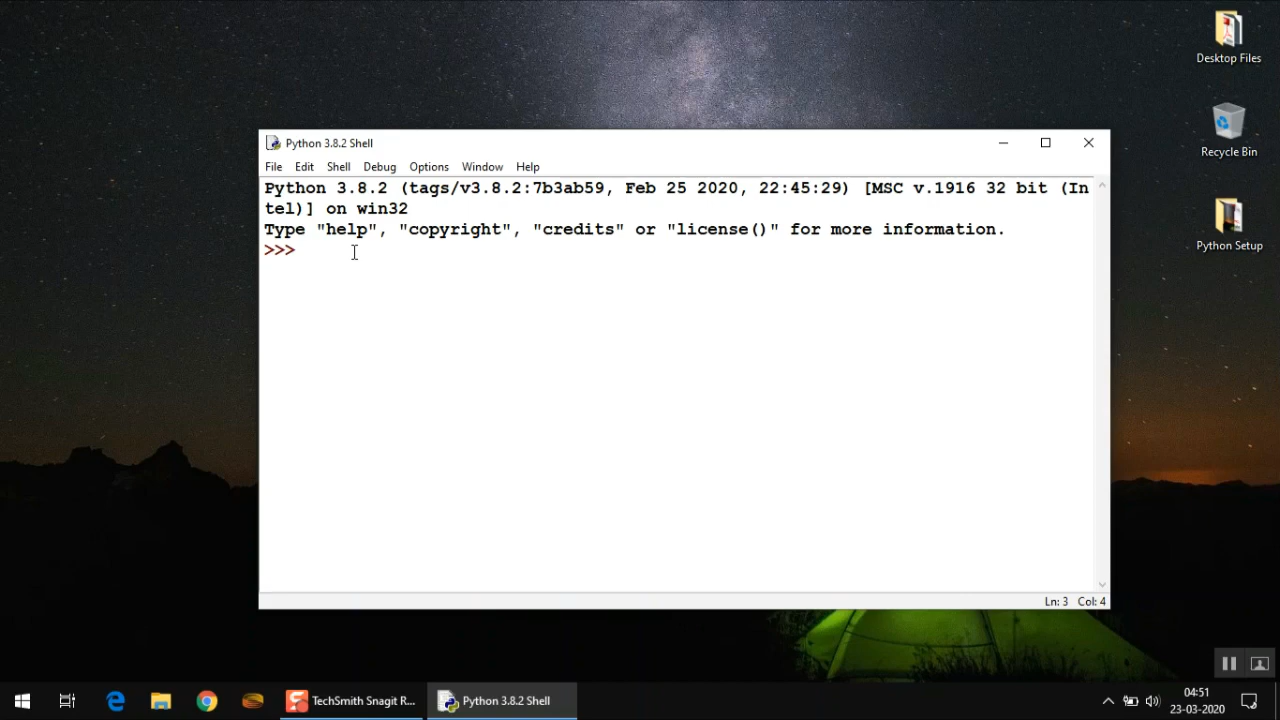 Desktop Files
Recycle Bin
Python Setup
Python 3.8.2 Shell
File Edit Shell Debug Options Window Help
Python 3.8.2 (tags/v3.8.2:7b3ab59, Feb 25 2020, 22:45:29) [MSC v.1916 32 bit (In
tel)] on win32
Type "help", "copyright", "credits" or "license()" for more information.
>>>
Ln: 3 Col: 4
TechSmith Snagit R...
Python 3.8.2 Shell
04:51
23-03-2020